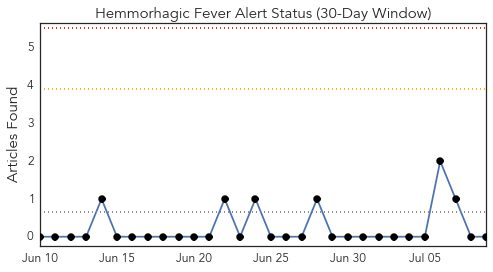 Hemmorhagic Fever Alert Status (30-Day Window)
Articles Found
5
4
3
2
1
0
Jun 10
Jun 15
Jun 20
Jun 25
Jun 30
Jul 05